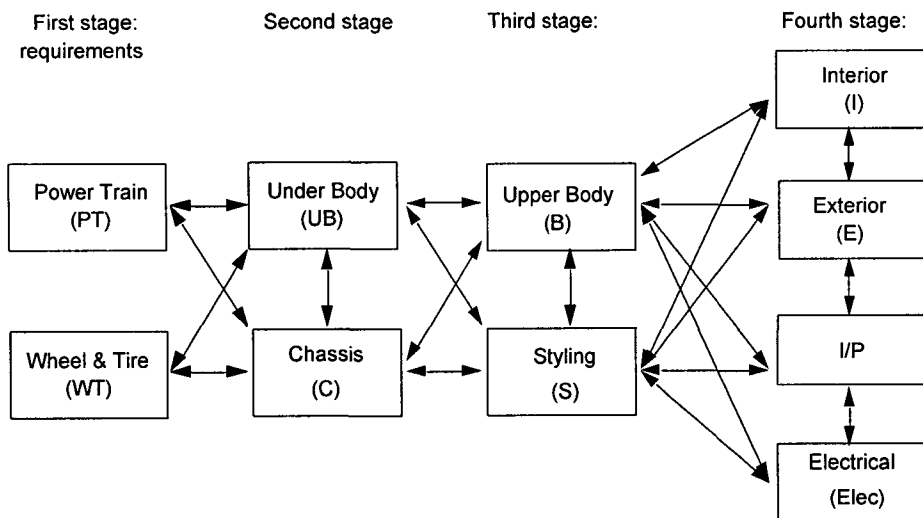 First stage:
requirements
Second stage
Third stage:
Fourth stage:
Power Train
(PT)
Wheel & Tire
(WT)
Under Body
(UB)
Chassis
(C)
Upper Body
(B)
Styling
(S)
Interior
(I)
Exterior
(E)
I/P
Electrical
(Elec)